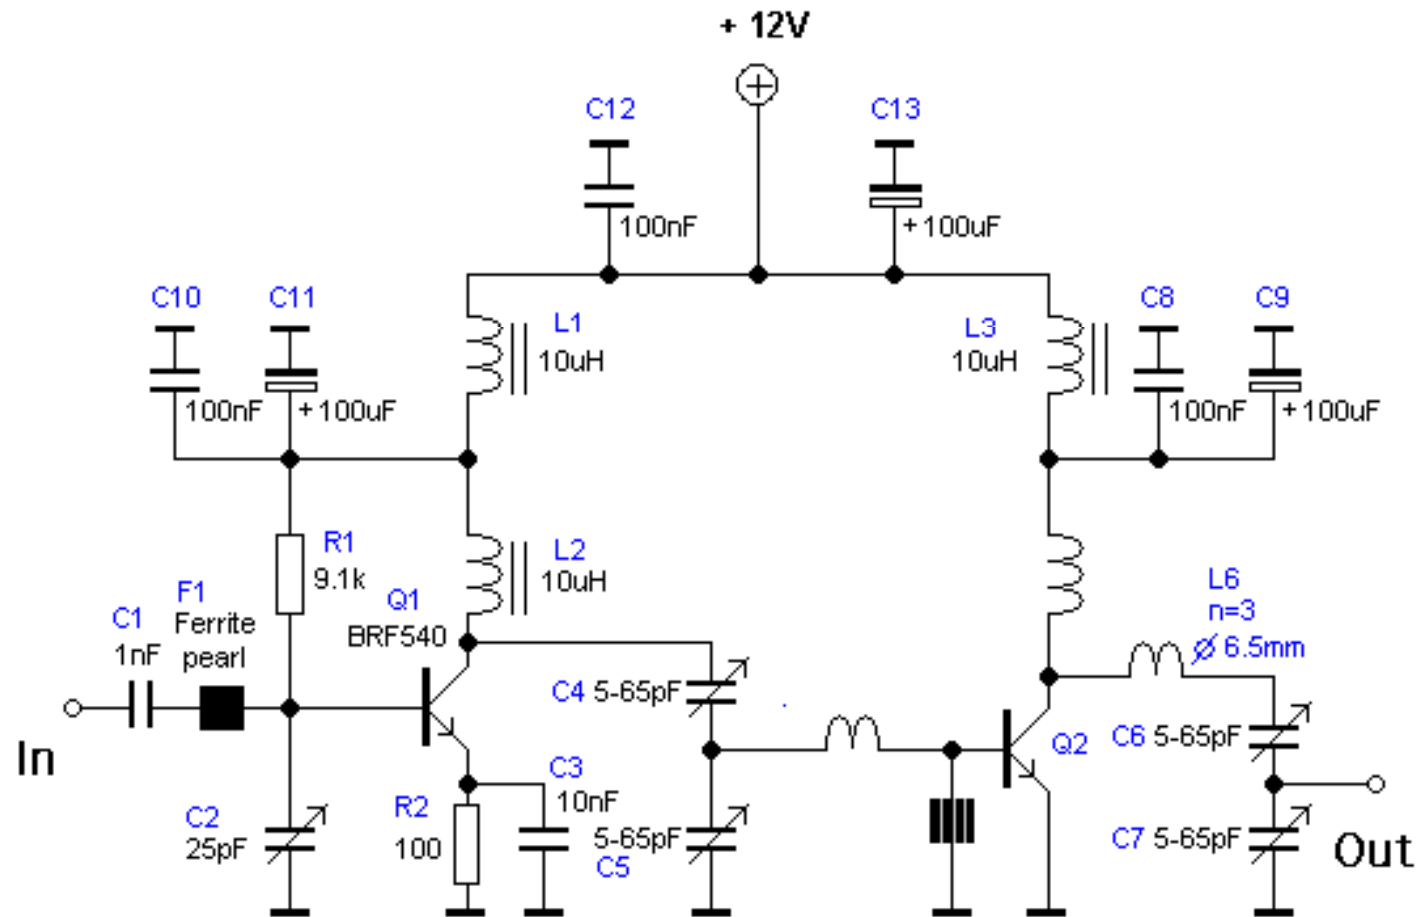 + 12V
C12
C13
100nF
+ 100uF
C10
C11
L1
10uH
L3
10uH
C8
C9
100nF
+ 100uF
100nF
+ 100uF
R1
9.1k
L2
10uH
F1
Ferrite
pearl
C1
1nF
Q1
BRF540
L6
n=3
Ø 6.5mm
C4 5-65pF
In
Q2
C6 5-65pF
C3
10nF
C2
25pF
R2
100
5-65pF
C5
C7 5-65pF
Out